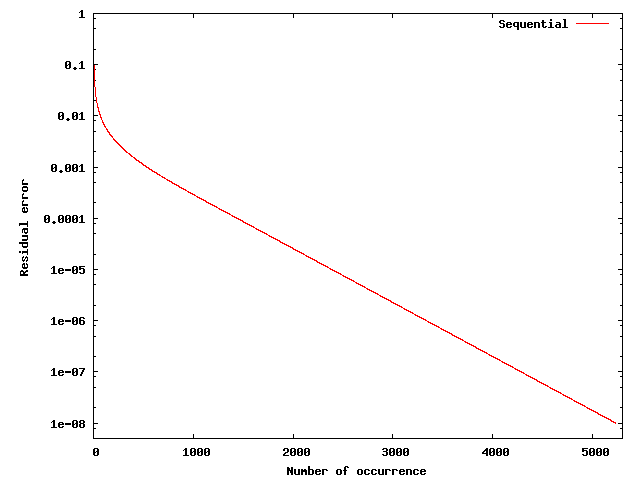 1
Sequential
0.1
0.01
0.001
0.0001
1e-05
1e-06
1e-07
1e-08
Residual error
0 1000 2000 3000 4000 5000
Number of occurrence